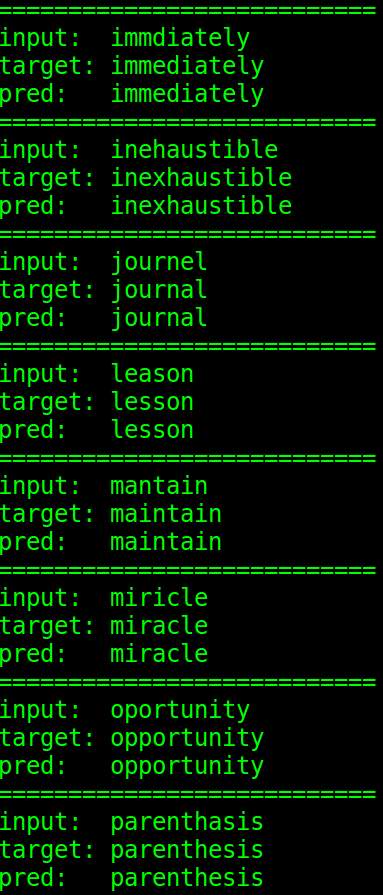 ===========================
input:  immdiately
target: immediately
pred:   immediately
===========================
input:  inehaustible
target: inexhaustible
pred:   inexhaustible
===========================
input:  journel
target: journal
pred:   journal
===========================
input:  leason
target: lesson
pred:   lesson
===========================
input:  mantain
target: maintain
pred:   maintain
===========================
input:  miricle
target: miracle
pred:   miracle
===========================
input:  oportunity
target: opportunity
pred:   opportunity
===========================
input:  parenthasis
target: parenthesis
pred:   parenthesis